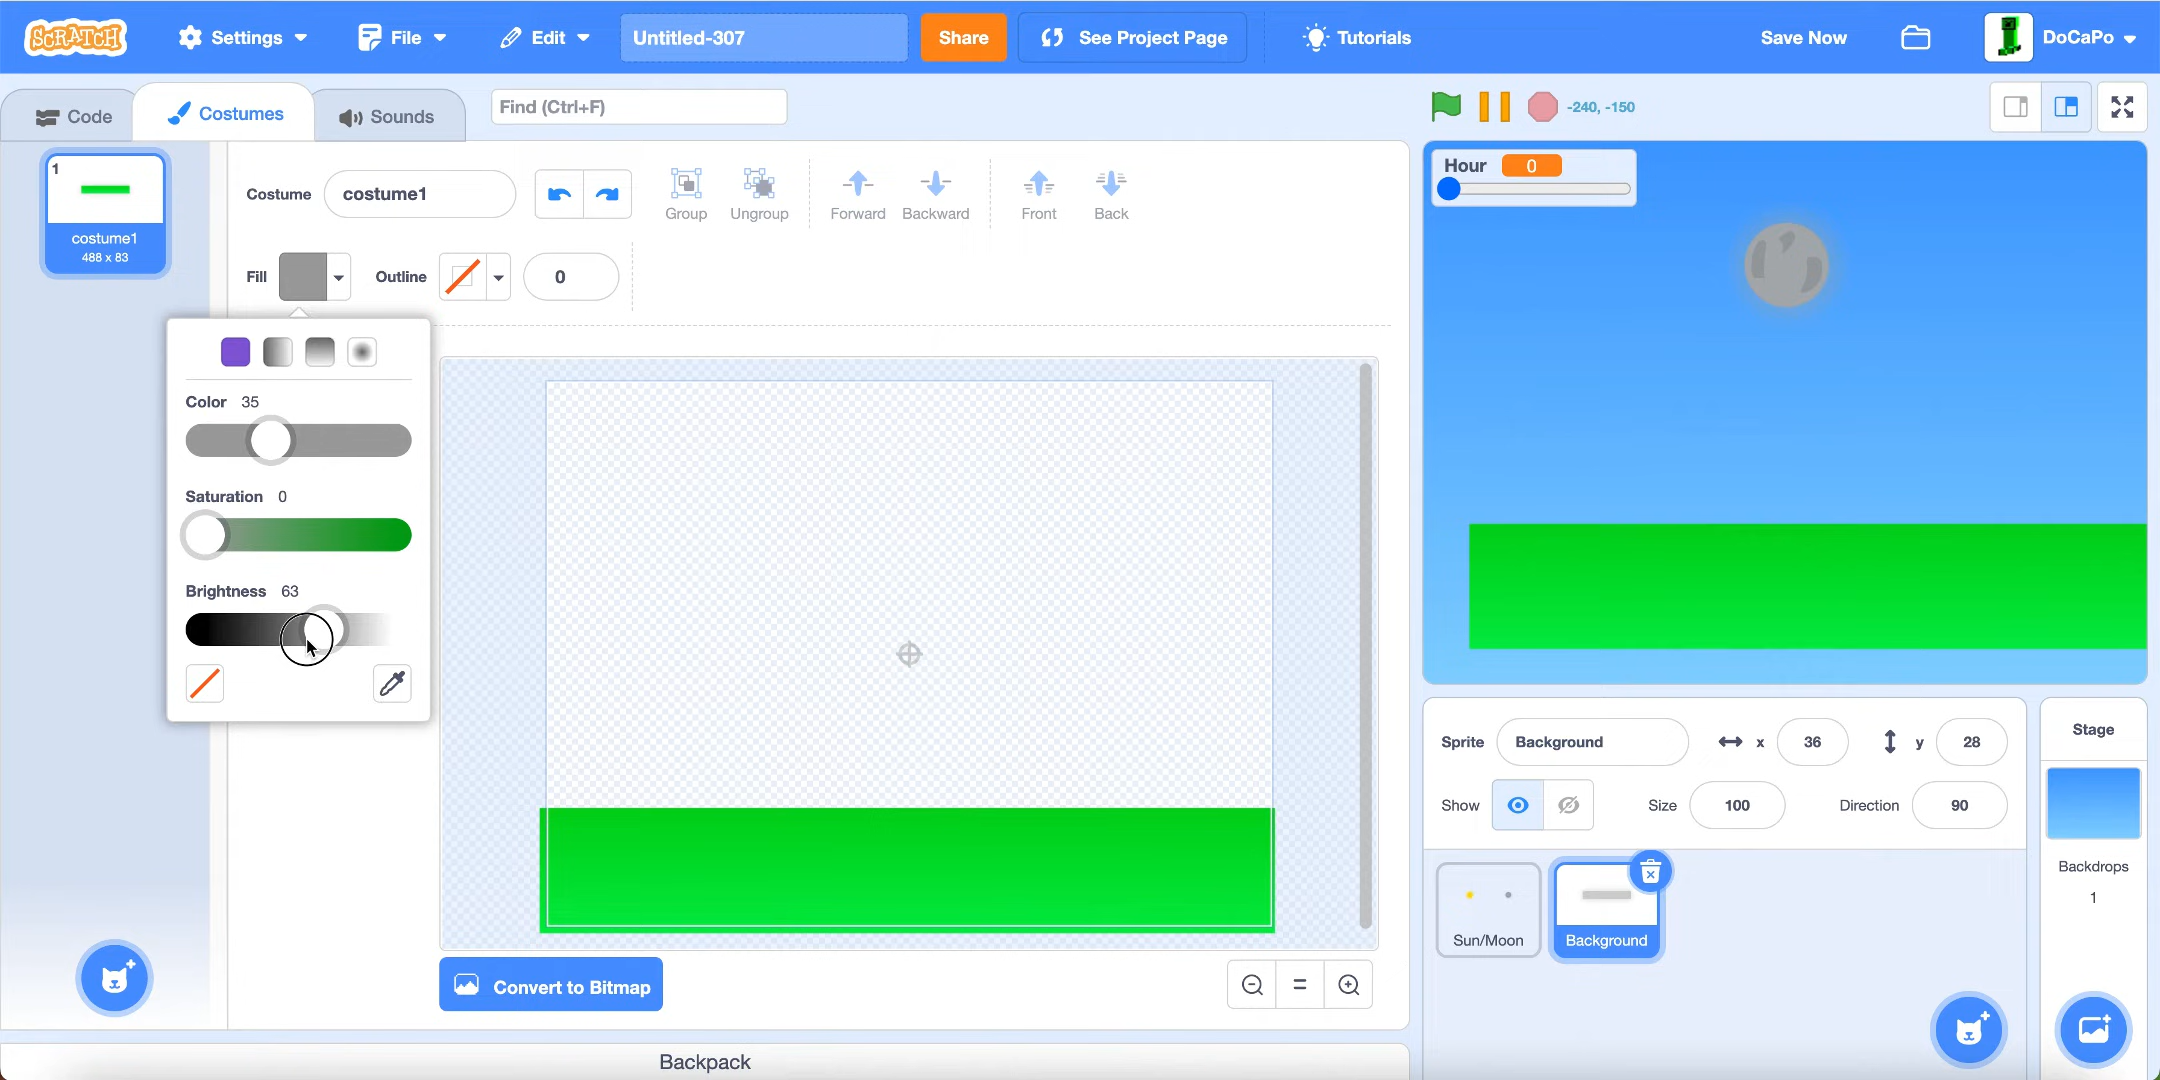 SCRATCH Settings File Edit Untitled-307 Share See Project Page Tutorials Save Now DoCaPo
Code Costumes Sounds Find (Ctrl+F) -240, -150
1
costume1
488 x 83
Costume costume1 Group Ungroup Forward Backward Front Back
Fill Outline 0
Color 35
Saturation 0
Brightness 63
Convert to Bitmap
Backpack
Hour 0
Sprite Background x 36 y 28
Show Size 100 Direction 90
Sun/Moon Background
Stage
Backdrops
1